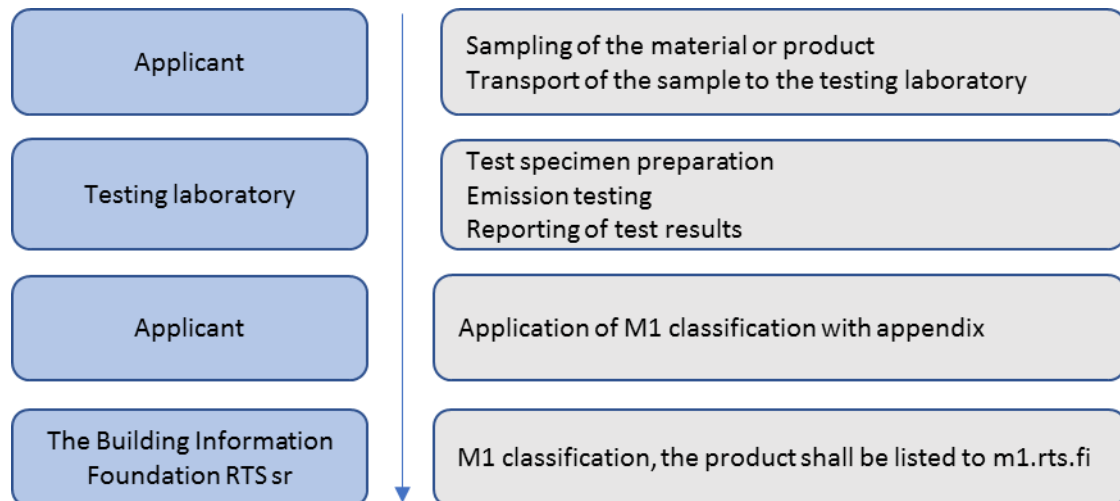 Applicant
Sampling of the material or product
Transport of the sample to the testing laboratory
Testing laboratory
Test specimen preparation
Emission testing
Reporting of test results
Applicant
Application of M1 classification with appendix
The Building Information
Foundation RTS sr
M1 classification, the product shall be listed to m1.rts.fi